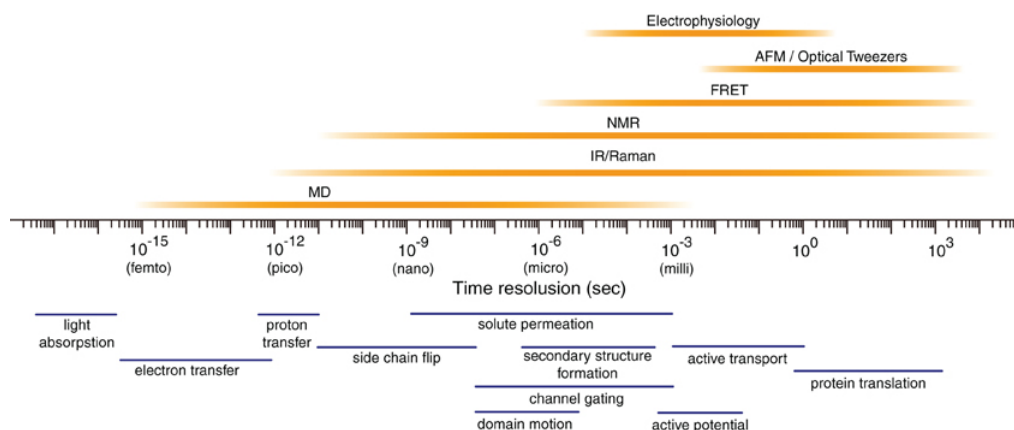 Electrophysiology
AFM / Optical Tweezers
FRET
NMR
IR/Raman
MD
10-15 10-12 10-9 10-6 10-3 100 103
(femto) (pico) (nano) (micro) (milli)
Time resolusion (sec)
light
absorpstion
proton
transfer
solute permeation
electron transfer
side chain flip
secondary structure
formation
active transport
protein translation
channel gating
domain motion
active potential